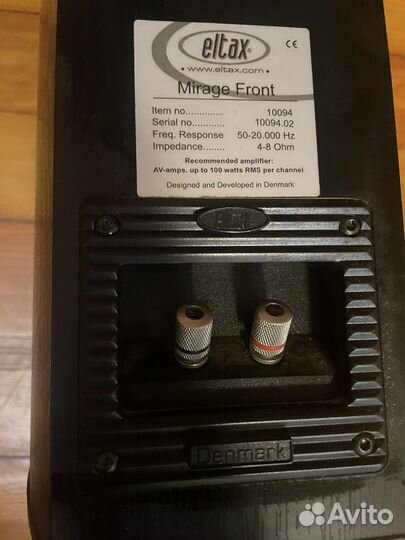 eltax
• www.eltax.com •
CE
Mirage Front
Item no.............. 10094
Serial no............ 10094.02
Freq. Response 50-20.000 Hz
Impedance........ 4-8 Ohm
Recommended amplifier:
AV-amps. up to 100 watts RMS per channel
Designed and Developed in Denmark
eltax
Denmark
Avito